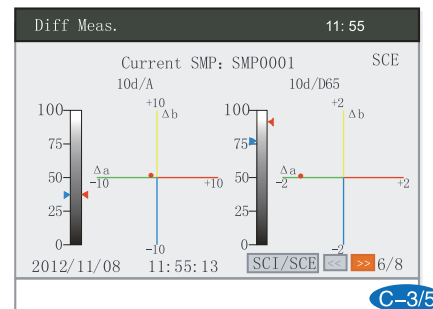 Diff Meas. 11:55
Current SMP: SMP0001 SCE
10d/A 10d/D65
100 +10 Δb 100 +2 Δb
75 75
50 Δa -10 +10 50 Δa -2 +2
25 25
0 -10 0 -2
2012/11/08 11:55:13 SCI/SCE << >> 6/8
C-3/5